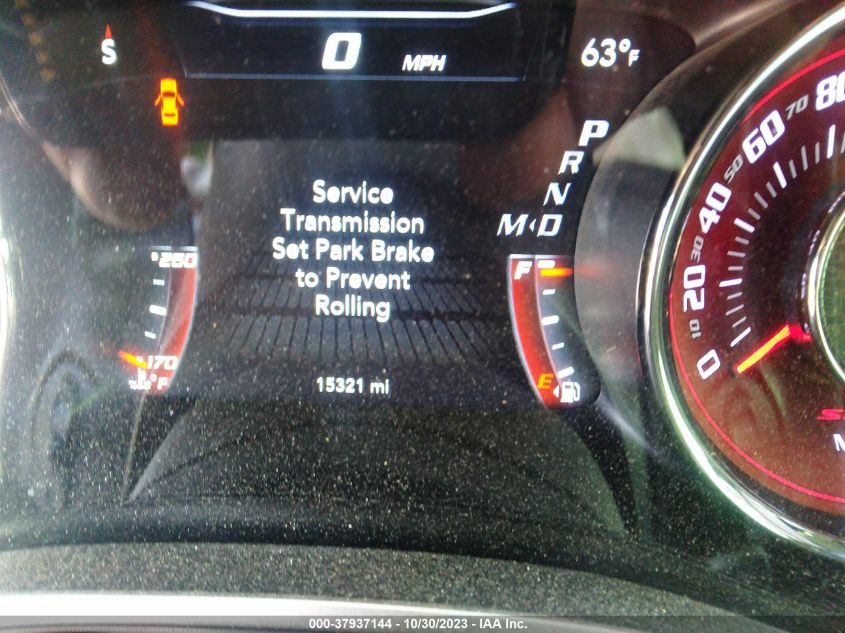 S
0 MPH
63°F
P
R
N
M D
Service
Transmission
Set Park Brake
to Prevent
Rolling
260
170
°F
F
E
15321 mi
0
10
20
30
40
50
60
70
80
000-37937144 - 10/30/2023 - IAA Inc.